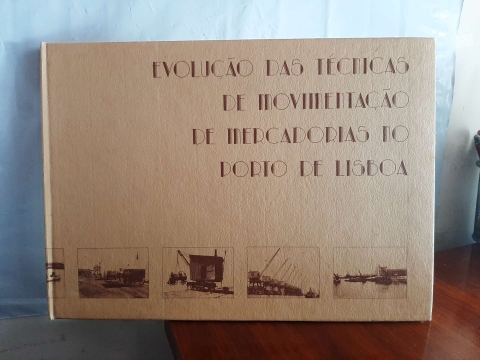 EVOLUÇÃO DAS TÉCNICAS
DE MOVIMENTAÇÃO
DE MERCADORIAS NO
PORTO DE LISBOA